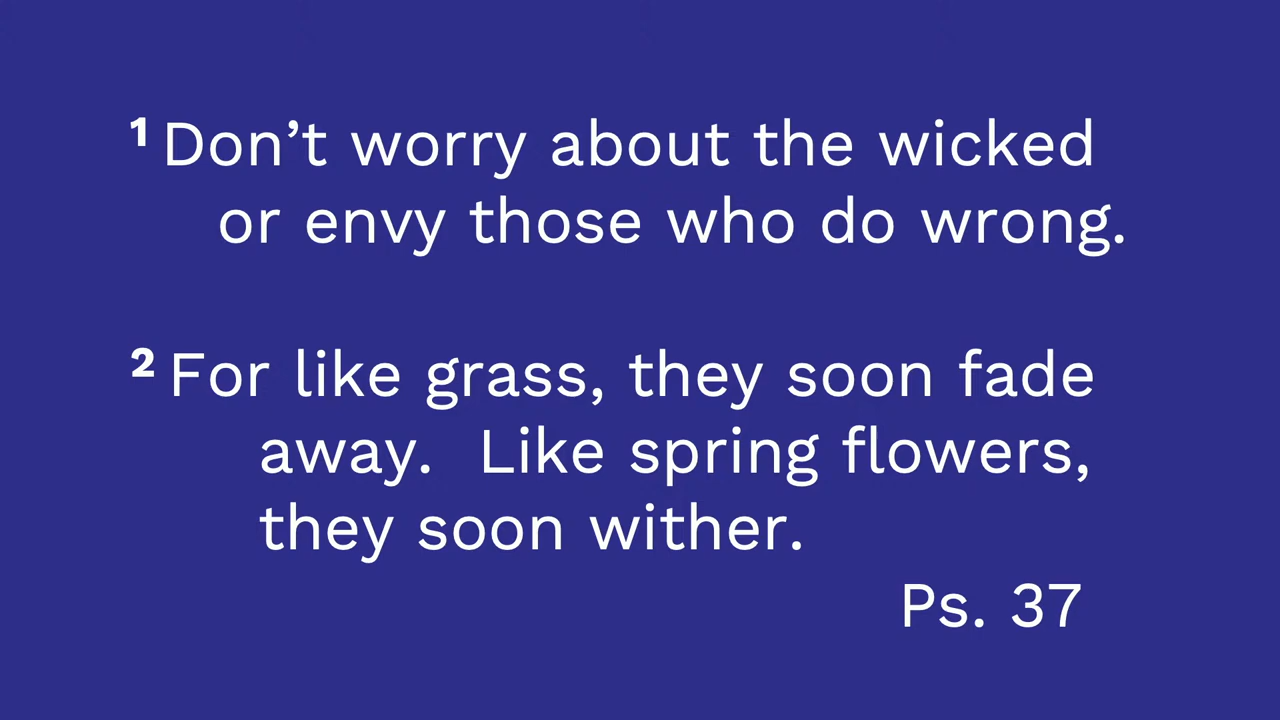 ¹ Don’t worry about the wicked
or envy those who do wrong.
² For like grass, they soon fade
away.  Like spring flowers,
they soon wither.
Ps. 37